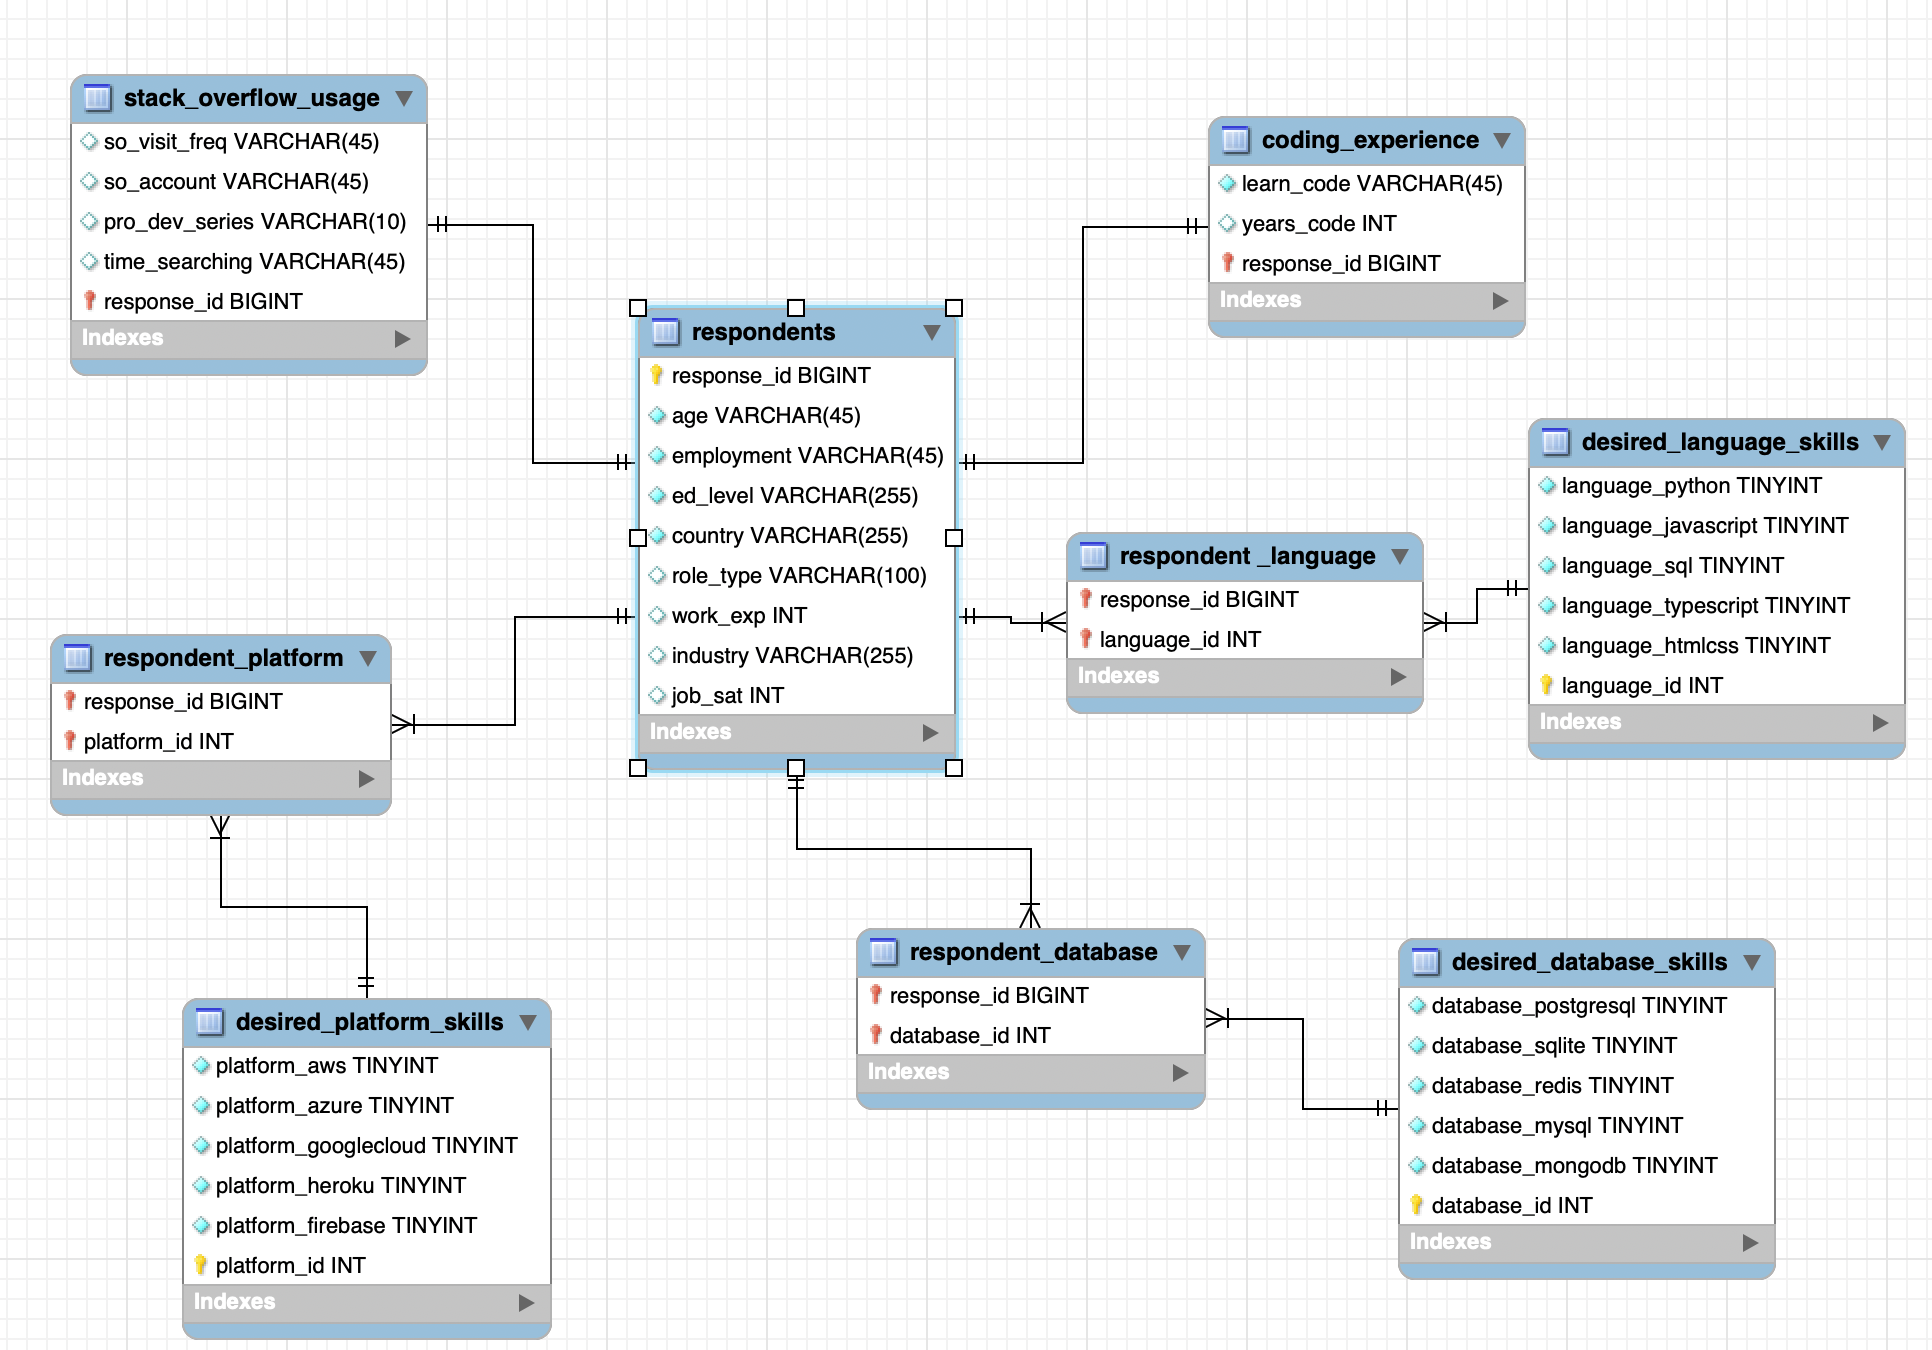 stack_overflow_usage
so_visit_freq VARCHAR(45)
so_account VARCHAR(45)
pro_dev_series VARCHAR(10)
time_searching VARCHAR(45)
response_id BIGINT
Indexes
coding_experience
learn_code VARCHAR(45)
years_code INT
response_id BIGINT
Indexes
respondents
response_id BIGINT
age VARCHAR(45)
employment VARCHAR(45)
ed_level VARCHAR(255)
country VARCHAR(255)
role_type VARCHAR(100)
work_exp INT
industry VARCHAR(255)
job_sat INT
Indexes
desired_language_skills
language_python TINYINT
language_javascript TINYINT
language_sql TINYINT
language_typescript TINYINT
language_htmlcss TINYINT
language_id INT
Indexes
respondent _language
response_id BIGINT
language_id INT
Indexes
respondent_platform
response_id BIGINT
platform_id INT
Indexes
respondent_database
response_id BIGINT
database_id INT
Indexes
desired_database_skills
database_postgresql TINYINT
database_sqlite TINYINT
database_redis TINYINT
database_mysql TINYINT
database_mongodb TINYINT
database_id INT
Indexes
desired_platform_skills
platform_aws TINYINT
platform_azure TINYINT
platform_googlecloud TINYINT
platform_heroku TINYINT
platform_firebase TINYINT
platform_id INT
Indexes